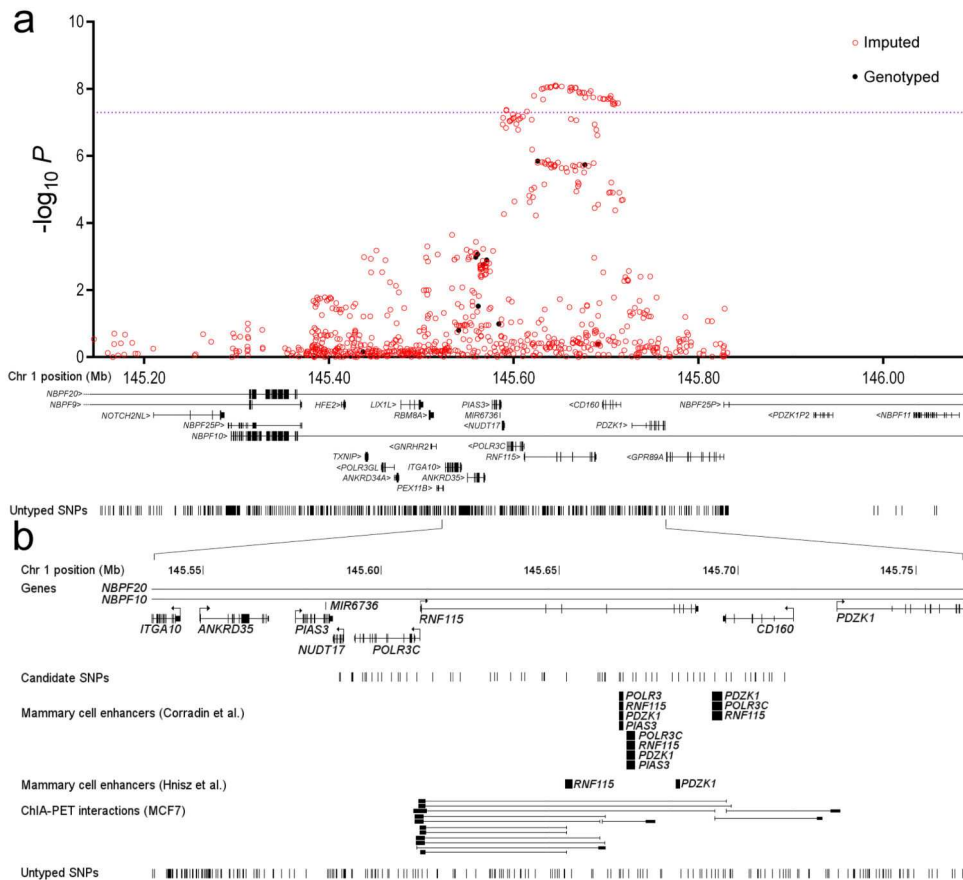 a
10
8
6
4
2
0
-log10 P
Imputed
Genotyped
145.20 145.40 145.60 145.80 146.00
Chr 1 position (Mb)
NBPF20>
NBPF9> HFE2> LIX1L> PIAS3> <CD160 NBPF25P>
NOTCH2NL> RBM8A> MIR6736 <PDZK1P2 <NBPF11
NBPF25P> <NUDT17 PDZK1>
NBPF10> <GNRHR2 <POLR3C
TXNIP> RNF115> <GPR89A
<POLR3GL ITGA10>
ANKRD34A> ANKRD35>
PEX11B>
Untyped SNPs
b
Chr 1 position (Mb) 145.55 145.60 145.65 145.70 145.75
Genes NBPF20
NBPF10
MIR6736
ITGA10 ANKRD35 PIAS3 RNF115 CD160 PDZK1
NUDT17 POLR3C
Candidate SNPs
Mammary cell enhancers (Corradin et al.)
POLR3 PDZK1
RNF115 POLR3C
PDZK1 RNF115
PIAS3
POLR3C
RNF115
PDZK1
PIAS3
Mammary cell enhancers (Hnisz et al.) RNF115 PDZK1
ChIA-PET interactions (MCF7)
Untyped SNPs